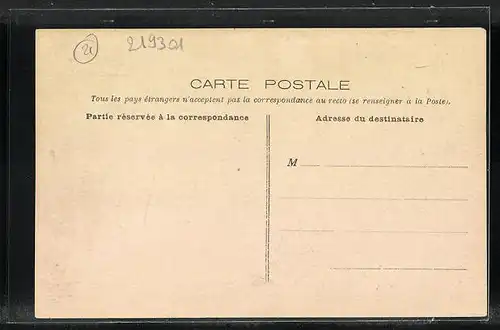 21 219301
CARTE POSTALE
Tous les pays étrangers n'acceptent pas la correspondance au recto (se renseigner à la Poste).
Partie réservée à la correspondance
Adresse du destinataire
M